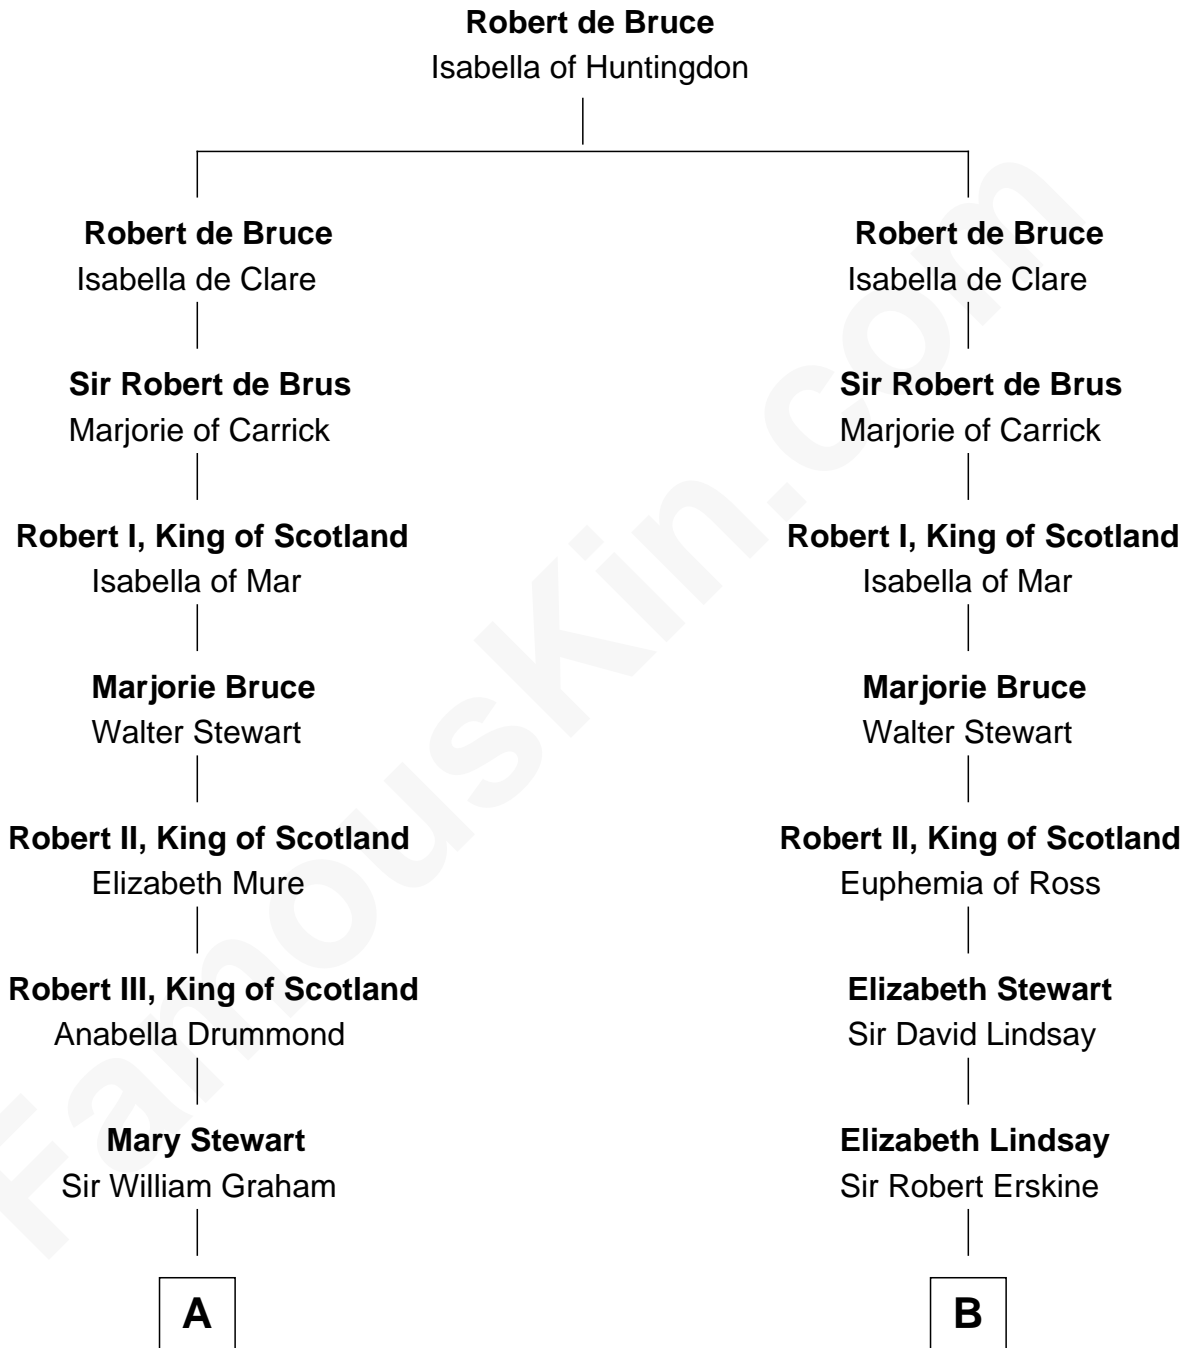 Robert de Bruce
Isabella of Huntingdon
Robert de Bruce
Isabella de Clare
Robert de Bruce
Isabella de Clare
Sir Robert de Brus
Marjorie of Carrick
Sir Robert de Brus
Marjorie of Carrick
Robert I, King of Scotland
Isabella of Mar
Robert I, King of Scotland
Isabella of Mar
Marjorie Bruce
Walter Stewart
Marjorie Bruce
Walter Stewart
Robert II, King of Scotland
Elizabeth Mure
Robert II, King of Scotland
Euphemia of Ross
Robert III, King of Scotland
Anabella Drummond
Elizabeth Stewart
Sir David Lindsay
Mary Stewart
Sir William Graham
Elizabeth Lindsay
Sir Robert Erskine
A
B
FamousKin.com